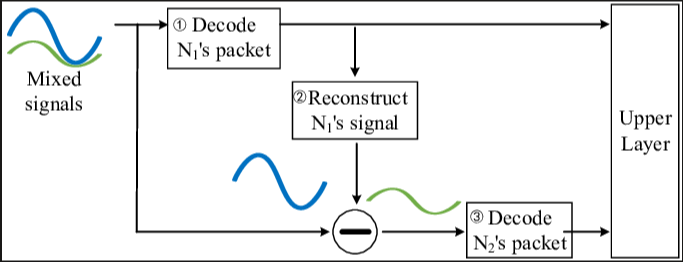 Mixed
signals
① Decode
N₁'s packet
②Reconstruct
N₁'s signal
③ Decode
N₂'s packet
Upper
Layer